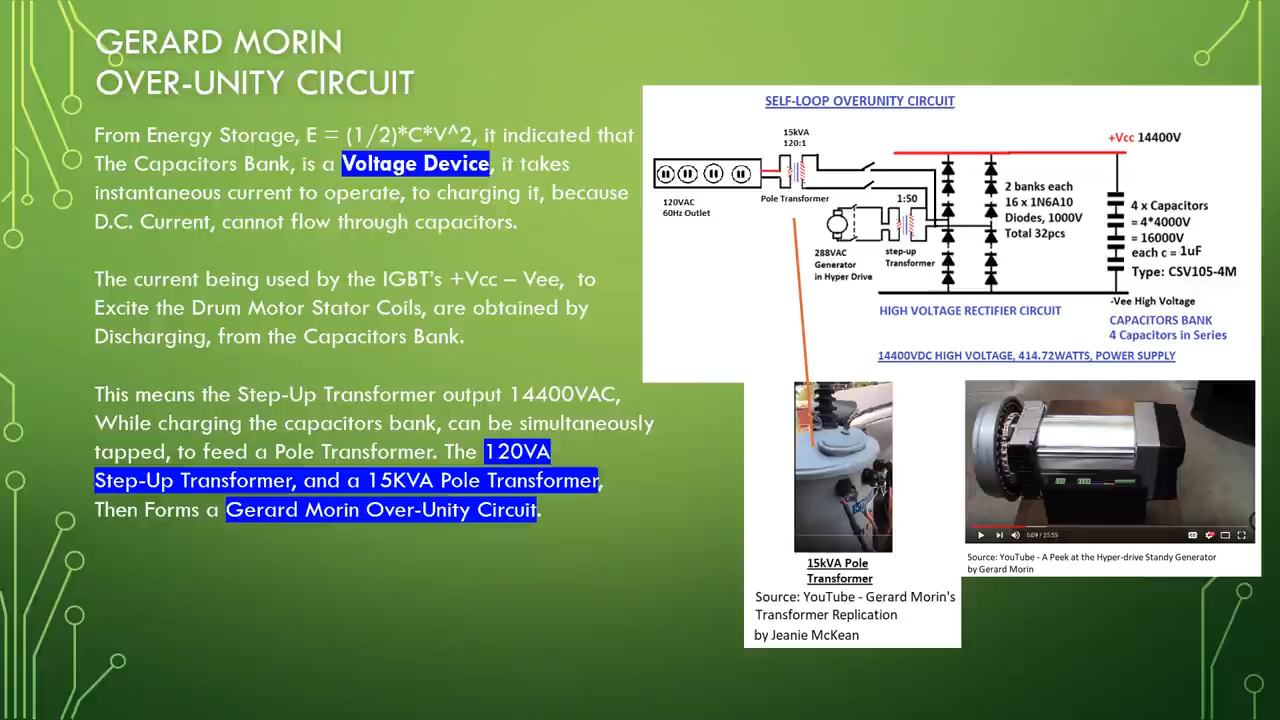 GERARD MORIN
OVER-UNITY CIRCUIT
From Energy Storage, E = (1/2)*C*V^2, it indicated that
The Capacitors Bank, is a Voltage Device, it takes
instantaneous current to operate, to charging it, because
D.C. Current, cannot flow through capacitors.
The current being used by the IGBT's +Vcc – Vee, to
Excite the Drum Motor Stator Coils, are obtained by
Discharging, from the Capacitors Bank.
This means the Step-Up Transformer output 14400VAC,
While charging the capacitors bank, can be simultaneously
tapped, to feed a Pole Transformer. The 120VA
Step-Up Transformer, and a 15KVA Pole Transformer,
Then Forms a Gerard Morin Over-Unity Circuit.
SELF-LOOP OVERUNITY CIRCUIT
15kVA
120:1
120VAC
60Hz Outlet
Pole Transformer
1:50
288VAC
Generator
in Hyper Drive
step-up
Transformer
+Vcc 14400V
2 banks each
16 x 1N6A10
Diodes, 1000V
Total 32pcs
4 x Capacitors
= 4*4000V
= 16000V
each c = 1uF
Type: CSV105-4M
-Vee High Voltage
HIGH VOLTAGE RECTIFIER CIRCUIT
CAPACITORS BANK
4 Capacitors in Series
14400VDC HIGH VOLTAGE, 414.72WATTS, POWER SUPPLY
15kVA Pole
Transformer
Source: YouTube - Gerard Morin's
Transformer Replication
by Jeanie McKean
5:09 / 25:55
Source: YouTube - A Peek at the Hyper-drive Standy Generator
by Gerard Morin